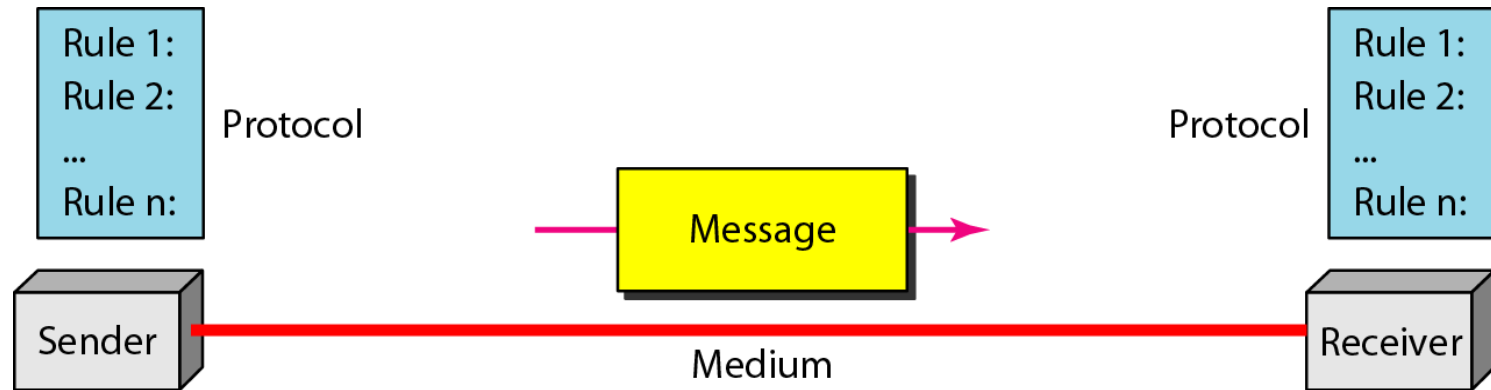 Rule 1:
Rule 2:
...
Rule n:
Protocol
Message
Protocol
Rule 1:
Rule 2:
...
Rule n:
Sender
Medium
Receiver